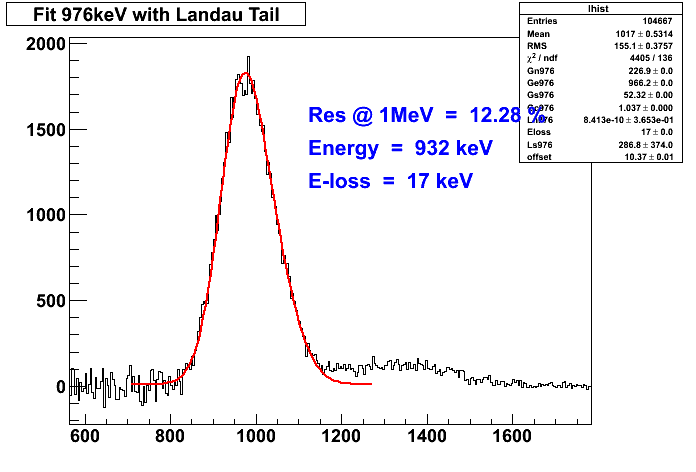 Fit 976keV with Landau Tail
lhist
Entries 104667
Mean 1017 ± 0.5314
RMS 155.1 ± 0.3757
χ² / ndf 4405 / 136
Gn976 226.9 ± 0.0
Ge976 966.2 ± 0.0
Gs976 52.32 ± 0.00
1.037 ± 0.000
8.413e-10 ± 3.653e-01
Eloss 17 ± 0.0
Ls976 286.8 ± 374.0
offset 10.37 ± 0.01
Res @ 1MeV = 12.28 %
Energy = 932 keV
E-loss = 17 keV
2000
1500
1000
500
0
600 800 1000 1200 1400 1600